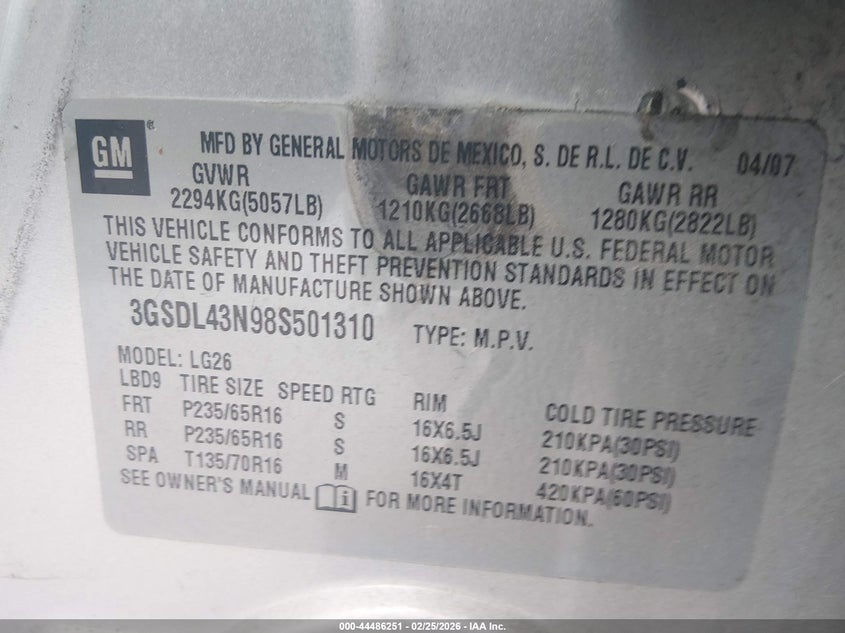 GM ®
MFD BY GENERAL MOTORS DE MEXICO, S. DE R.L. DE C.V. 04/07
GVWR GAWR FRT GAWR RR
2294KG(5057LB) 1210KG(2668LB) 1280KG(2822LB)
THIS VEHICLE CONFORMS TO ALL APPLICABLE U.S. FEDERAL MOTOR
VEHICLE SAFETY AND THEFT PREVENTION STANDARDS IN EFFECT ON
THE DATE OF MANUFACTURE SHOWN ABOVE.
3GSDL43N98S501310 TYPE: M.P.V.
MODEL: LG26
LBD9 TIRE SIZE SPEED RTG RIM COLD TIRE PRESSURE
FRT P235/65R16 S 16X6.5J 210KPA(30PSI)
RR P235/65R16 S 16X6.5J 210KPA(30PSI)
SPA T135/70R16 M 16X4T 420KPA(60PSI)
SEE OWNER'S MANUAL i FOR MORE INFORMATION.
000-44486251 - 02/25/2026 - IAA Inc.